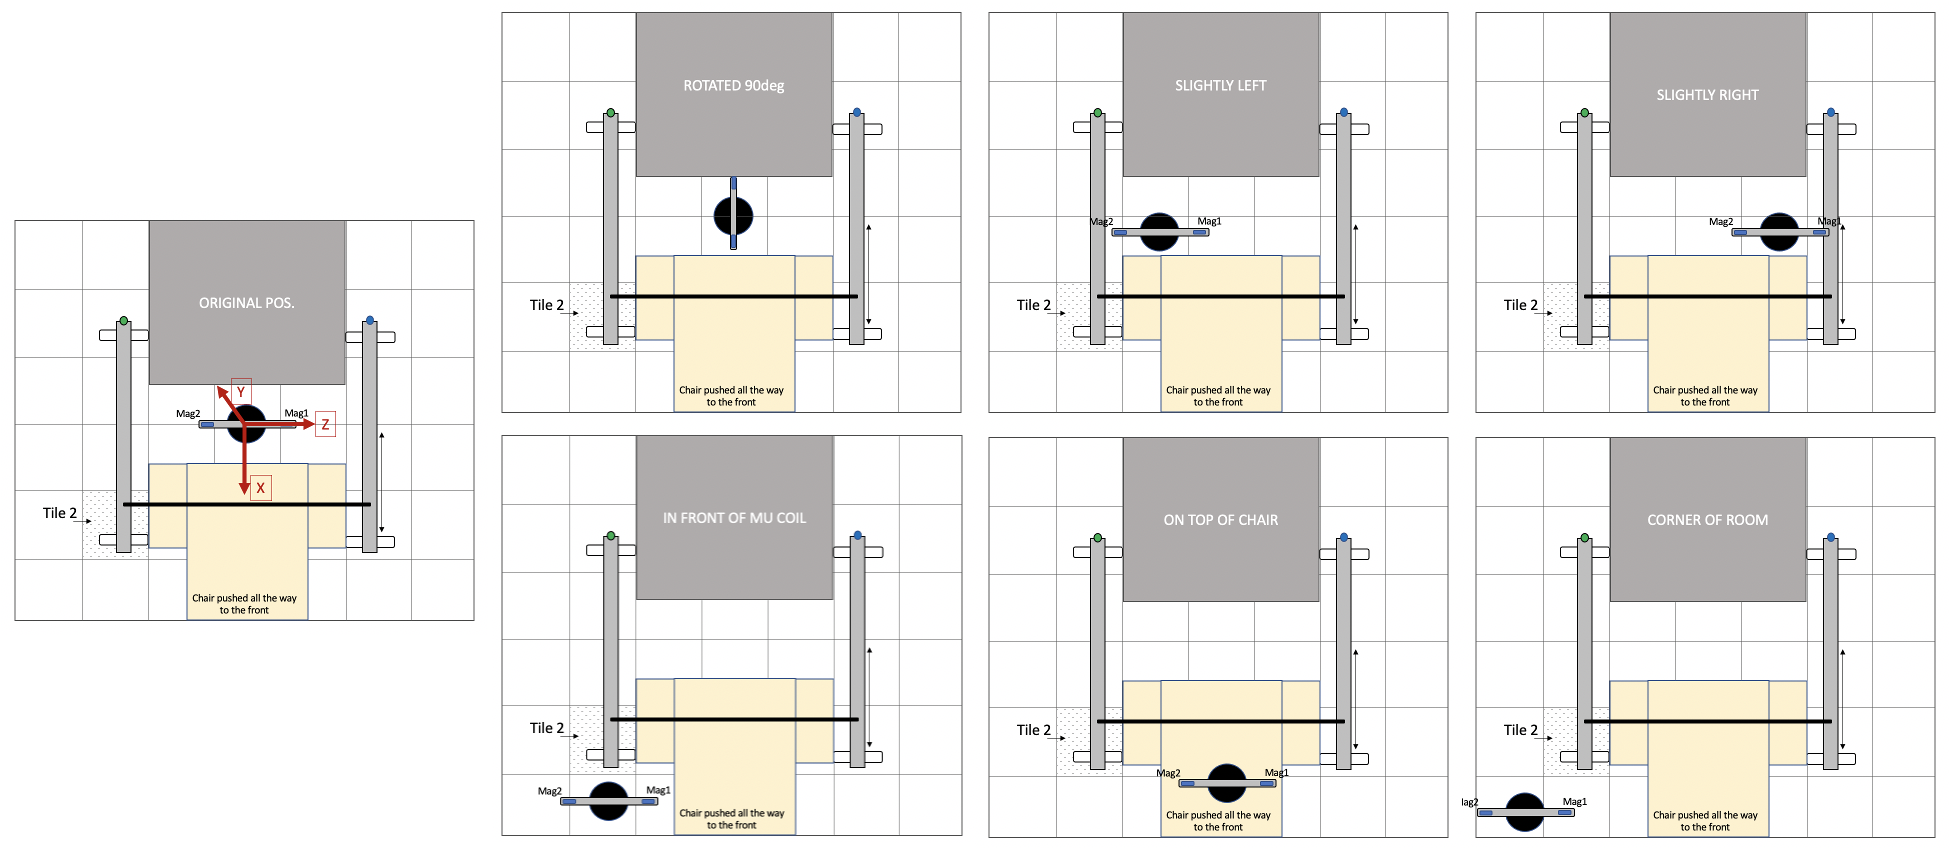 ORIGINAL POS.
Y
Mag2
Mag1
Z
X
Tile 2
Chair pushed all the way
to the front
ROTATED 90deg
Tile 2
Chair pushed all the way
to the front
SLIGHTLY LEFT
Mag2
Mag1
Tile 2
Chair pushed all the way
to the front
SLIGHTLY RIGHT
Mag2
Mag1
Tile 2
Chair pushed all the way
to the front
IN FRONT OF MU COIL
Tile 2
Mag2
Mag1
Chair pushed all the way
to the front
ON TOP OF CHAIR
Tile 2
Mag2
Mag1
Chair pushed all the way
to the front
CORNER OF ROOM
Tile 2
lag2
Mag1
Chair pushed all the way
to the front